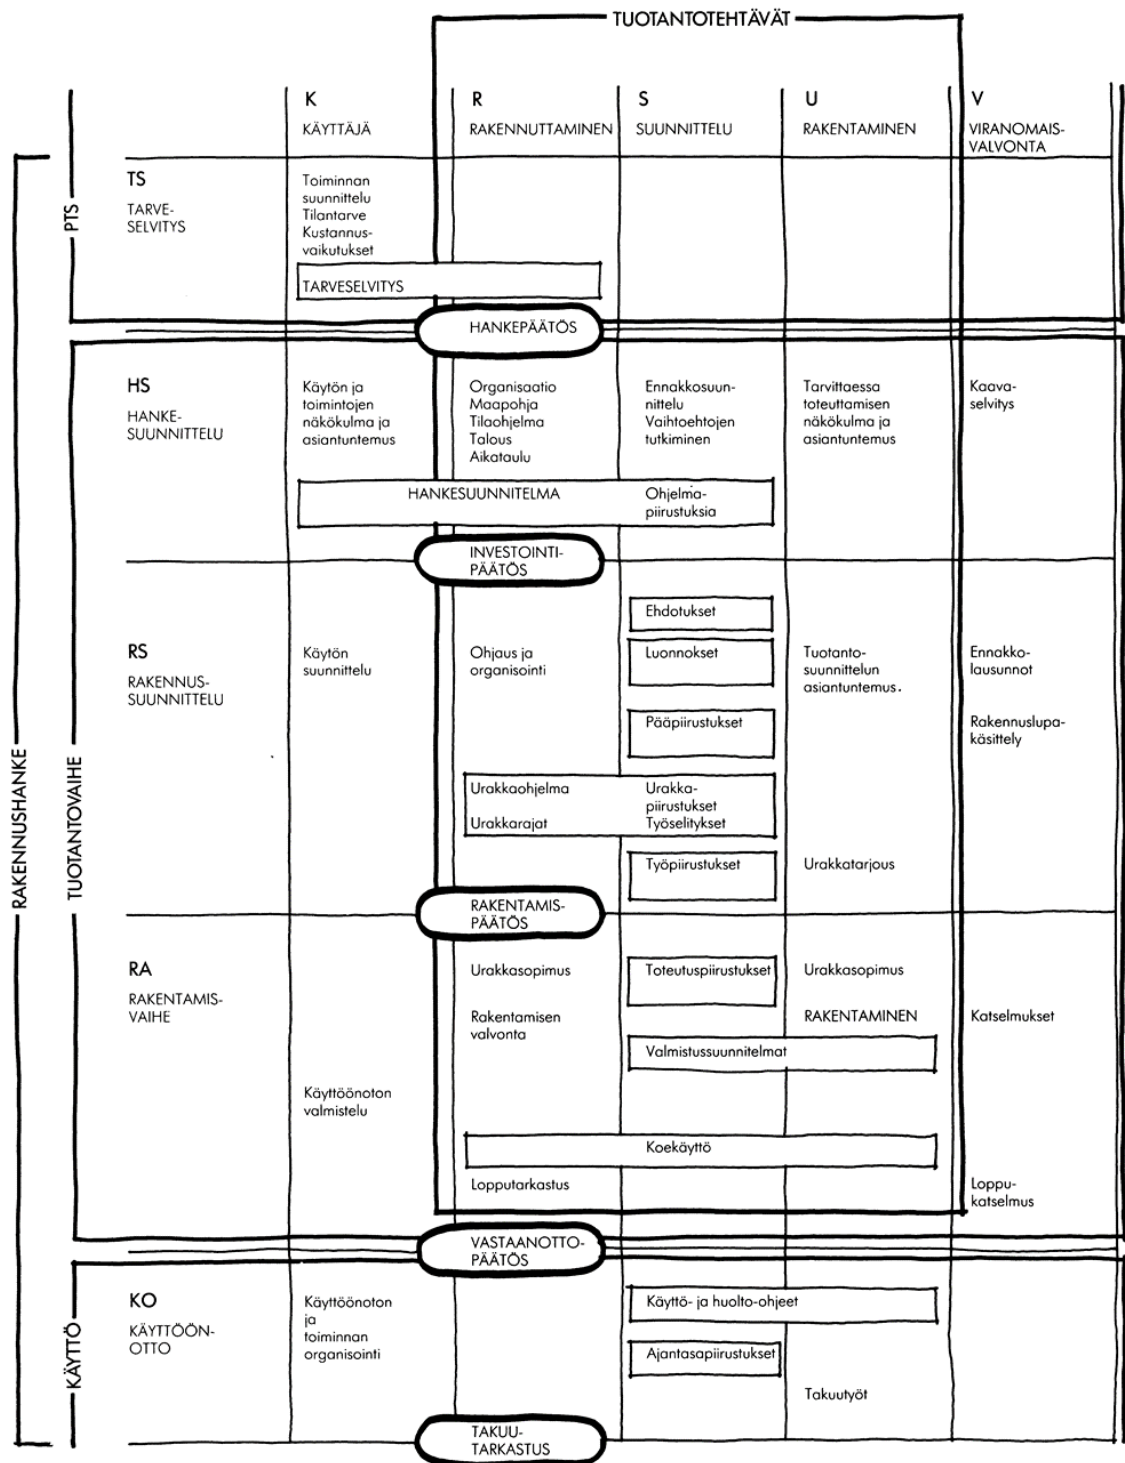 TUOTANTOTEHTÄVÄT
K
R
S
U
V
KÄYTTÄJÄ
RAKENNUTTAMINEN
SUUNNITTELU
RAKENTAMINEN
VIRANOMAIS-
VALVONTA
RAKENNUSHANKE
PTS
TS
TARVE-
SELVITYS
Toiminnan
suunnittelu
Tilantarve
Kustannus-
vaikutukset
TARVESELVITYS
HANKEPÄÄTÖS
TUOTANTOVAIHE
HS
HANKE-
SUUNNITTELU
Käytön ja
toimintojen
näkökulma ja
asiantuntemus
Organisaatio
Maapohja
Tilaohjelma
Talous
Aikataulu
Ennakkosuun-
nittelu
Vaihtoehtojen
tutkiminen
Tarvittaessa
toteuttamisen
näkökulma ja
asiantuntemus
Kaava-
selvitys
HANKESUUNNITELMA
Ohjelma-
piirustuksia
INVESTOINTI-
PÄÄTÖS
RS
RAKENNUS-
SUUNNITTELU
Käytön
suunnittelu
Ohjaus ja
organisointi
Ehdotukset
Luonnokset
Pääpiirustukset
Tuotanto-
suunnittelun
asiantuntemus.
Ennakko-
lausunnot
Rakennuslupa-
käsittely
Urakkaohjelma
Urakkarajat
Urakka-
piirustukset
Työselitykset
Työpiirustukset
Urakkatarjous
RAKENTAMIS-
PÄÄTÖS
RA
RAKENTAMIS-
VAIHE
Käyttöönoton
valmistelu
Urakkasopimus
Rakentamisen
valvonta
Toteutuspiirustukset
Urakkasopimus
RAKENTAMINEN
Katselmukset
Valmistussuunnitelmat
Koekäyttö
Lopputarkastus
Loppu-
katselmus
VASTAANOTTO-
PÄÄTÖS
KÄYTTÖ
KO
KÄYTTÖÖN-
OTTO
Käyttöönoton
ja
toiminnan
organisointi
Käyttö- ja huolto-ohjeet
Ajantasapiirustukset
Takuutyöt
TAKUU-
TARKASTUS